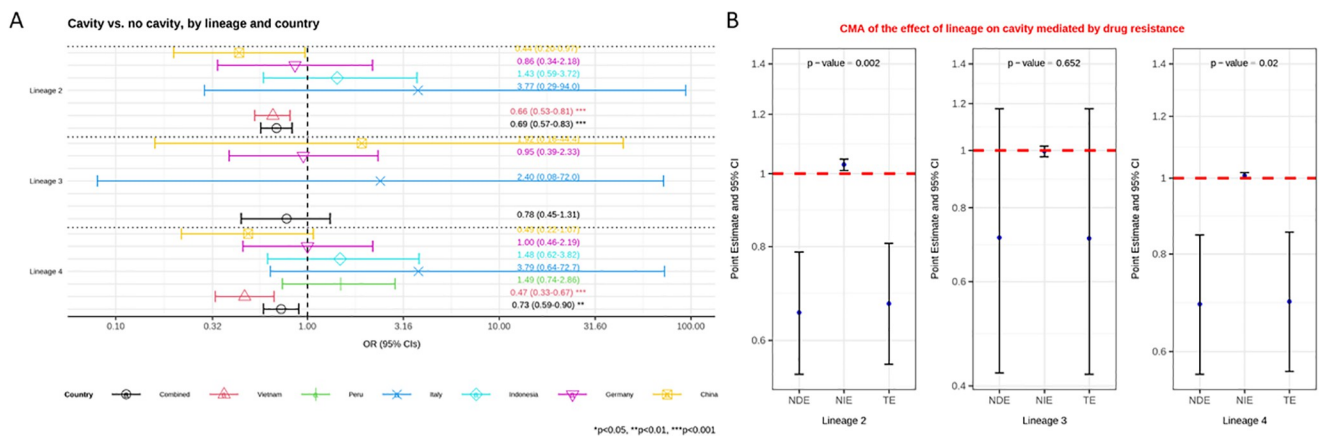 A
Cavity vs. no cavity, by lineage and country
0.86 (0.34-2.18)
1.43 (0.59-3.72)
Lineage 2
3.77 (0.29-94.0)
0.66 (0.53-0.81) ***
0.69 (0.57-0.83) ***
0.95 (0.39-2.33)
Lineage 3
2.40 (0.08-72.0)
0.78 (0.45-1.31)
1.00 (0.46-2.19)
1.48 (0.62-3.82)
Lineage 4
3.79 (0.64-72.7)
1.49 (0.74-2.86)
0.47 (0.33-0.67) ***
0.73 (0.59-0.90) **
0.10 0.32 1.00 3.16 10.00 31.60 100.00
OR (95% CIs)
Country Combined Vietnam Peru Italy Indonesia Germany China
*p<0.05, **p<0.01, ***p<0.001
B
CMA of the effect of lineage on cavity mediated by drug resistance
Point Estimate and 95% CI
1.4
1.2
1
0.8
0.6
p-value = 0.002
NDE NIE TE
Lineage 2
Point Estimate and 95% CI
1.4
1.2
1
0.8
0.6
0.4
p-value = 0.652
NDE NIE TE
Lineage 3
Point Estimate and 95% CI
1.4
1.2
1
0.8
0.6
p-value = 0.02
NDE NIE TE
Lineage 4